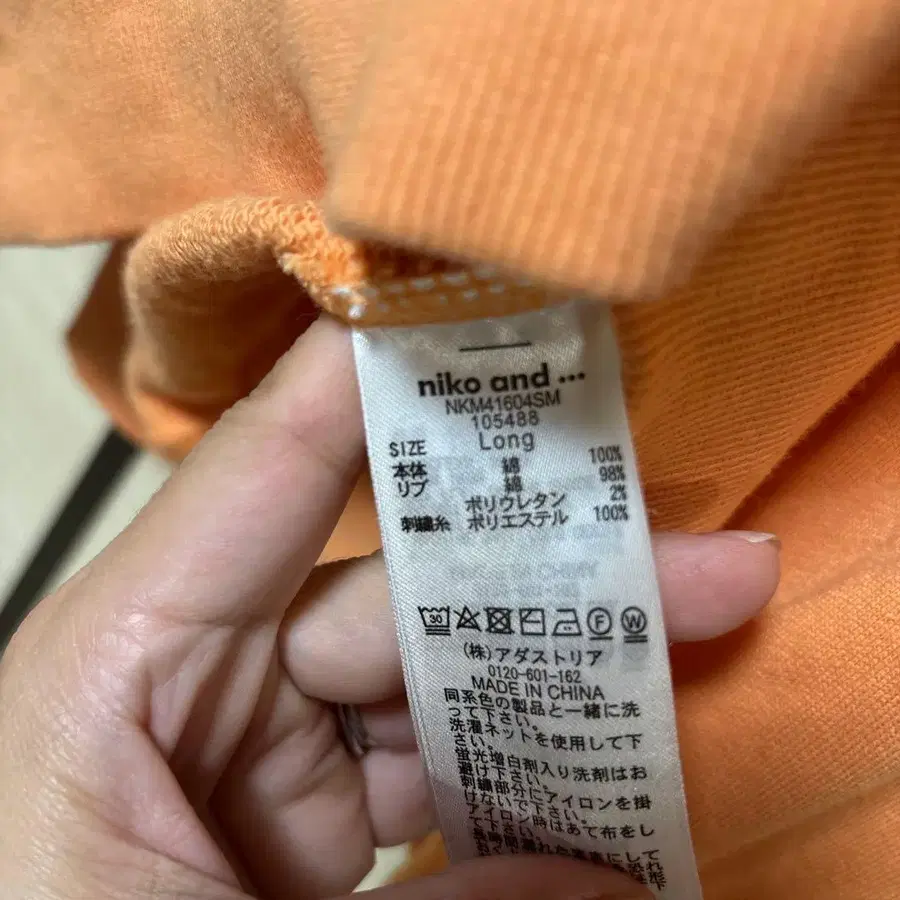 niko and ...
NKM41604SM
105488
SIZE Long
本体 綿 100%
リブ 綿 98%
ポリウレタン 2%
刺繍糸 ポリエステル 100%
30 F W
(株)アダストリア
0120-601-162
MADE IN CHINA
同系色の製品と一緒に洗
って下さい。
洗濯ネットを使用して下
さい。
蛍光増白剤入り洗剤はお
避け下さい。
刺繍部分にアイロンを掛
けないで下さい。
アイロン時はあて布をし
て下さい。